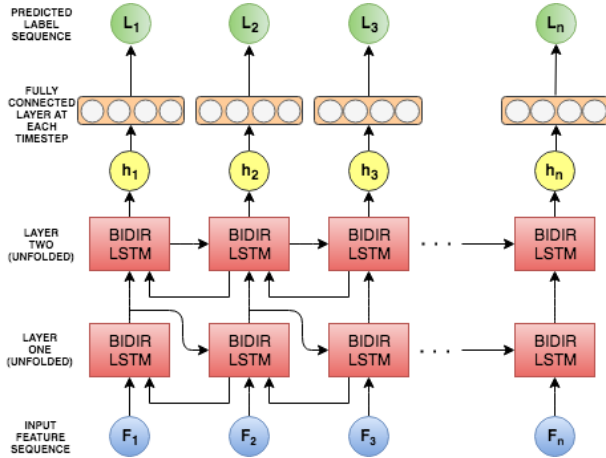 PREDICTED
LABEL
SEQUENCE
L1 L2 L3 Ln
FULLY
CONNECTED
LAYER AT
EACH
TIMESTEP
h1 h2 h3 hn
LAYER
TWO
(UNFOLDED)
BIDIR
LSTM
BIDIR
LSTM
BIDIR
LSTM
. . .
BIDIR
LSTM
LAYER
ONE
(UNFOLDED)
BIDIR
LSTM
BIDIR
LSTM
BIDIR
LSTM
. . .
BIDIR
LSTM
INPUT
FEATURE
SEQUENCE
F1 F2 F3 Fn